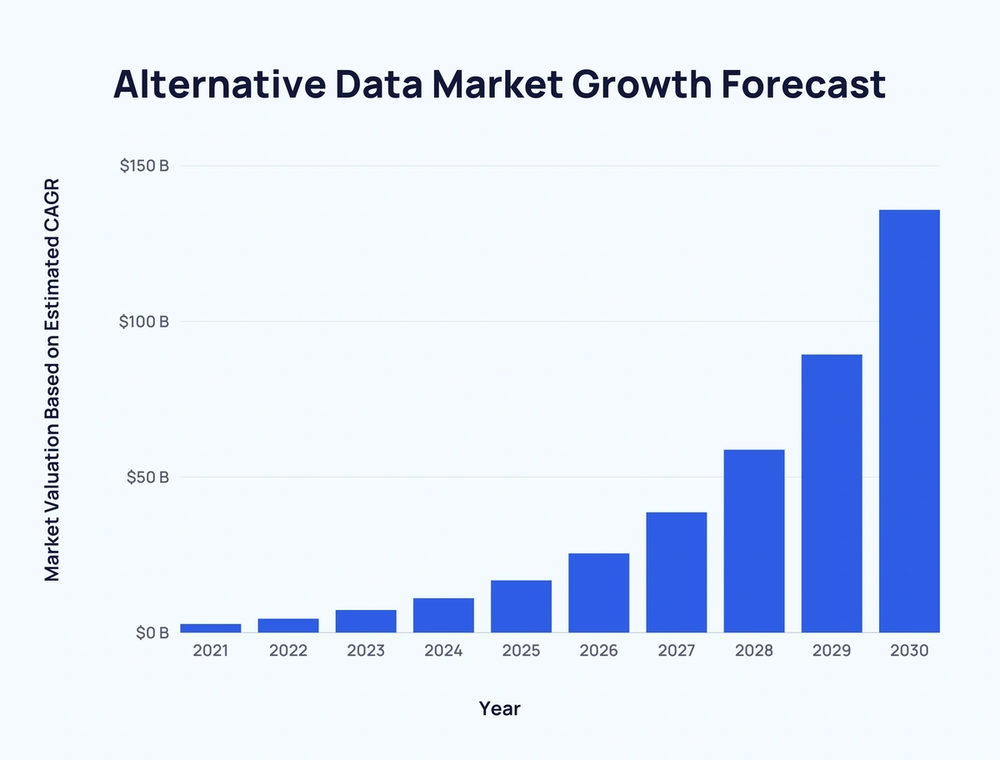 Alternative Data Market Growth Forecast
Market Valuation Based on Estimated CAGR
$150 B
$100 B
$50 B
$0 B
2021 2022 2023 2024 2025 2026 2027 2028 2029 2030
Year